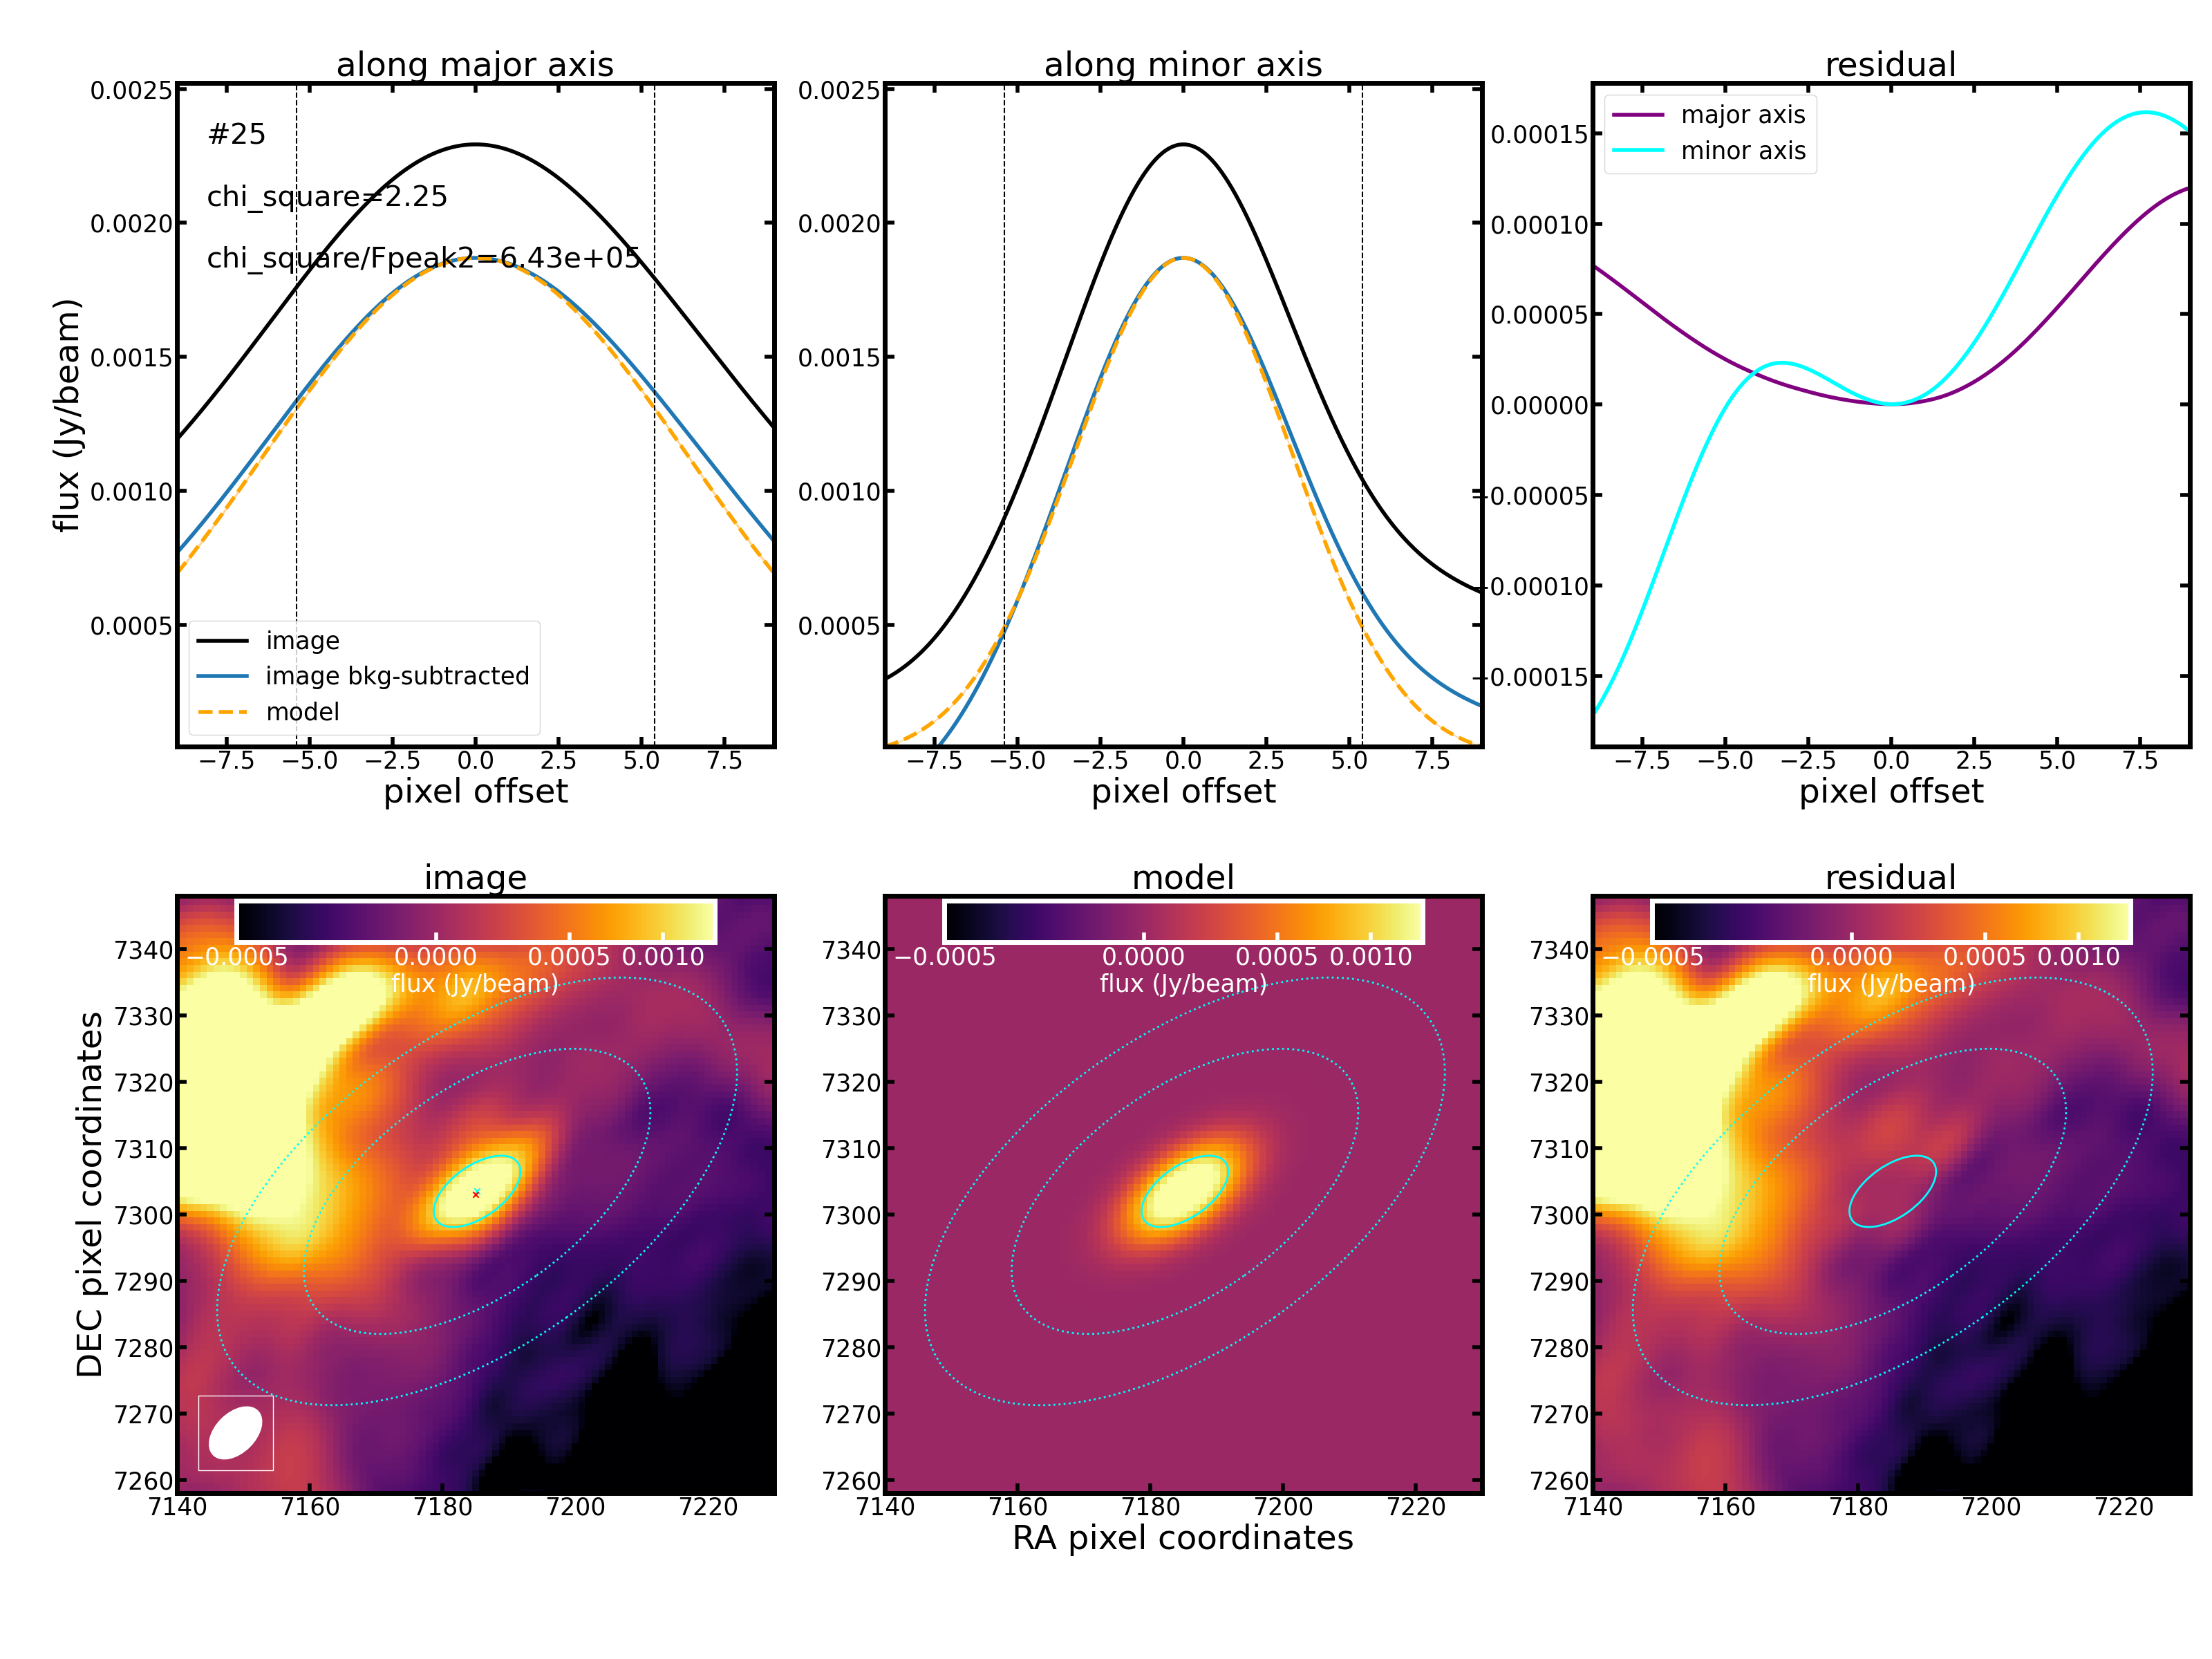 along major axis
along minor axis
residual
#25
chi_square=2.25
chi_square/Fpeak2=6.43e+05
flux (Jy/beam)
0.0025
0.0020
0.0015
0.0010
0.0005
image
image bkg-subtracted
model
−7.5 −5.0 −2.5 0.0 2.5 5.0 7.5
pixel offset
0.0025
0.0020
0.0015
0.0010
0.0005
−7.5 −5.0 −2.5 0.0 2.5 5.0 7.5
pixel offset
major axis
minor axis
0.00015
0.00010
0.00005
0.00000
−0.00005
−0.00010
−0.00015
−7.5 −5.0 −2.5 0.0 2.5 5.0 7.5
pixel offset
image
model
residual
DEC pixel coordinates
−0.0005 0.0000 0.0005 0.0010
flux (Jy/beam)
7340
7330
7320
7310
7300
7290
7280
7270
7260
7140 7160 7180 7200 7220
−0.0005 0.0000 0.0005 0.0010
flux (Jy/beam)
7340
7330
7320
7310
7300
7290
7280
7270
7260
7140 7160 7180 7200 7220
−0.0005 0.0000 0.0005 0.0010
flux (Jy/beam)
7340
7330
7320
7310
7300
7290
7280
7270
7260
7140 7160 7180 7200 7220
RA pixel coordinates